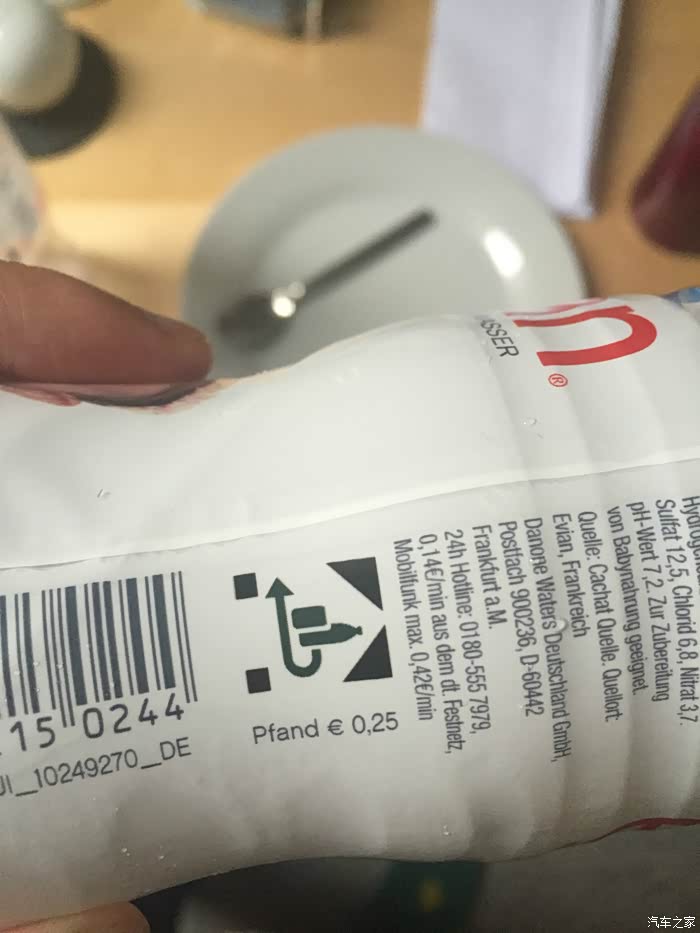 n®
SSER
Sulfat 12,5, Chlorid 6,8, Nitrat 3,7.
pH-Wert 7,2. Zur Zubereitung
von Babynahrung geeignet.
Quelle: Cachat Quelle. Quellort:
Evian, Frankreich
Danone Waters Deutschland GmbH,
Postfach 900236, D-60442
Frankfurt a.M.
24h Hotline: 0180-555 7979,
0,14€/min aus dem dt. Festnetz,
Mobilfunk max. 0,42€/min
Pfand € 0,25
15 0244
_10249270_DE
汽车之家